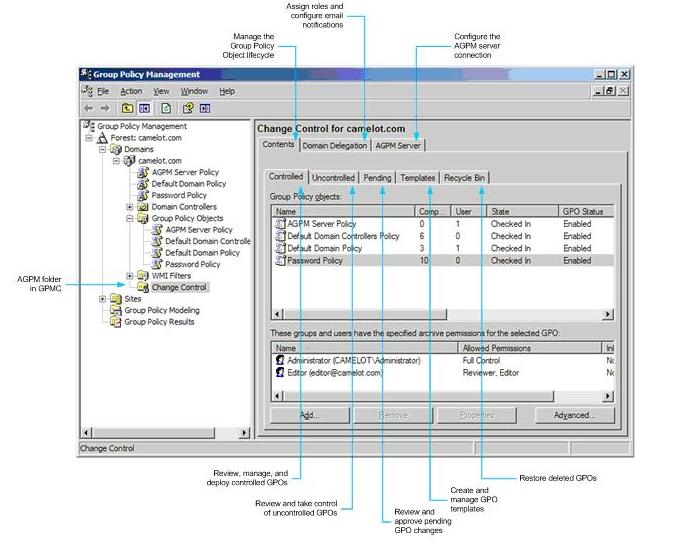 Assign roles and
configure email
notifications
Manage the
Group Policy
Object lifecycle
Configure the
AGPM server
connection
Group Policy Management
File Action View Window Help
Group Policy Management
Forest: camelot.com
Domains
camelot.com
AGPM Server Policy
Default Domain Policy
Password Policy
Domain Controllers
Group Policy Objects
AGPM Server Policy
Default Domain Controlle
Default Domain Policy
Password Policy
WMI Filters
Change Control
Sites
Group Policy Modeling
Group Policy Results
AGPM folder
in GPMC
Change Control for camelot.com
Contents Domain Delegation AGPM Server
Controlled Uncontrolled Pending Templates Recycle Bin
Group Policy objects:
Name Comp... User State GPO Status
AGPM Server Policy 0 1 Checked In Enabled
Default Domain Controllers Policy 6 0 Checked In Enabled
Default Domain Policy 3 1 Checked In Enabled
Password Policy 10 0 Checked In Enabled
These groups and users have the specified archive permissions for the selected GPO:
Name Allowed Permissions Inl
Administrator (CAMELOT\Administrator) Full Control Nc
Editor (editor@camelot.com) Reviewer, Editor Nc
Add... Remove Properties Advanced...
Change Control
Review, manage, and
deploy controlled GPOs
Review and take control
of uncontrolled GPOs
Review and
approve pending
GPO changes
Create and
manage GPO
templates
Restore deleted GPOs